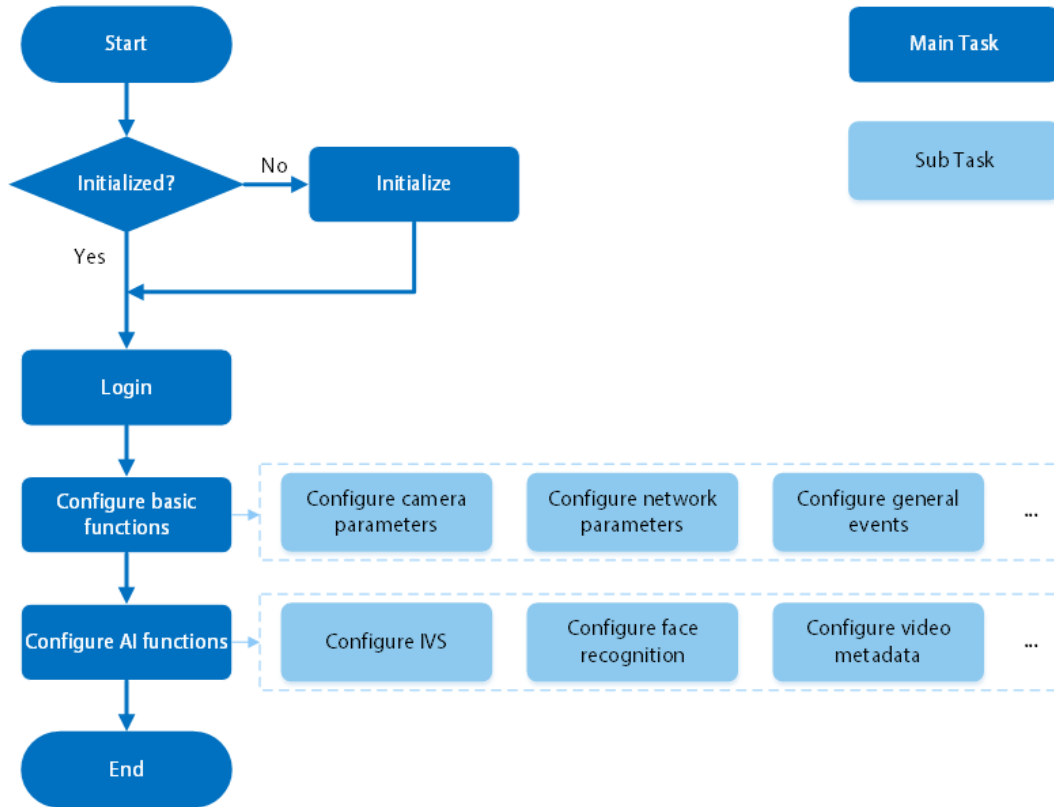 Start
Main Task
Sub Task
Initialized?
No
Initialize
Yes
Login
Configure basic
functions
Configure camera
parameters
Configure network
parameters
Configure general
events
...
Configure AI functions
Configure IVS
Configure face
recognition
Configure video
metadata
...
End